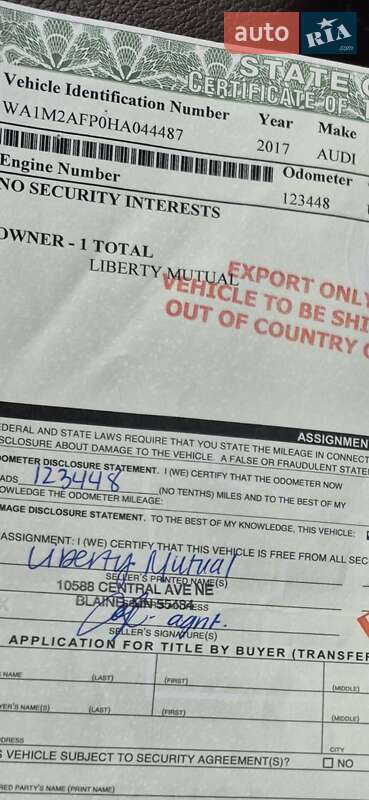 auto RIA .com
STATE
CERTIFICATE OF
Vehicle Identification Number Year Make
WA1M2AFP0HA044487 2017 AUDI
Engine Number Odometer
123448
NO SECURITY INTERESTS
OWNER - 1 TOTAL
LIBERTY MUTUAL
EXPORT ONLY
VEHICLE TO BE SHI
OUT OF COUNTRY
ASSIGNMEN
EDERAL AND STATE LAWS REQUIRE THAT YOU STATE THE MILEAGE IN CONNECT
SCLOSURE ABOUT DAMAGE TO THE VEHICLE. A FALSE OR FRAUDULENT STATE
DOMETER DISCLOSURE STATEMENT. I (WE) CERTIFY THAT THE ODOMETER NOW
ADS 123448 (NO TENTHS) MILES AND TO THE BEST OF MY
OWLEDGE THE ODOMETER MILEAGE:
MAGE DISCLOSURE STATEMENT. TO THE BEST OF MY KNOWLEDGE, THIS VEHICLE:
ASSIGNMENT: I (WE) CERTIFY THAT THIS VEHICLE IS FREE FROM ALL SEC
Liberty Mutual
SELLER'S PRINTED NAME(S)
10588 CENTRAL AVE NE
BLAINE, MN 55434
agnt.
SELLER'S SIGNATURE(S)
APPLICATION FOR TITLE BY BUYER (TRANSFER
NAME (LAST) (FIRST) (MIDDLE)
YER'S NAME(S) (LAST) (FIRST) (MIDDLE)
DDRESS CITY
S VEHICLE SUBJECT TO SECURITY AGREEMENT(S)? NO
RED PARTY'S NAME (PRINT NAME)